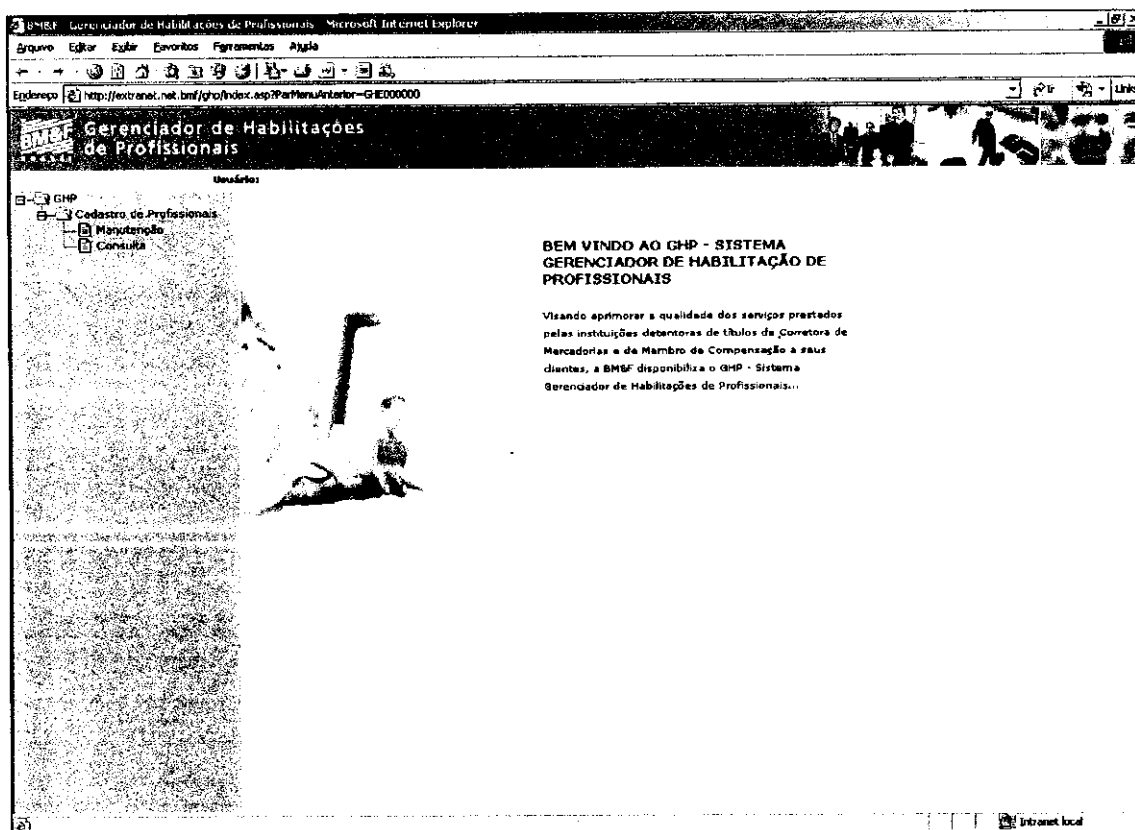 BM&F - Gerenciador de Habilitações de Profissionais - Microsoft Internet Explorer
Arquivo Editar Exibir Favoritos Ferramentas Ajuda
Endereço http://extranet.net.bmf/ghp/index.asp?ParMenuAnterior=GHE000000 Ir Links
BM&F Gerenciador de Habilitações
de Profissionais
Usuário:
GHP
Cadastro de Profissionais
Manutenção
Consulta
BEM VINDO AO GHP - SISTEMA
GERENCIADOR DE HABILITAÇÃO DE
PROFISSIONAIS
Visando aprimorar a qualidade dos serviços prestados
pelas instituições detentoras de títulos de Corretora de
Mercadorias e de Membro de Compensação a seus
clientes, a BM&F disponibiliza o GHP - Sistema
Gerenciador de Habilitações de Profissionais...
Intranet local